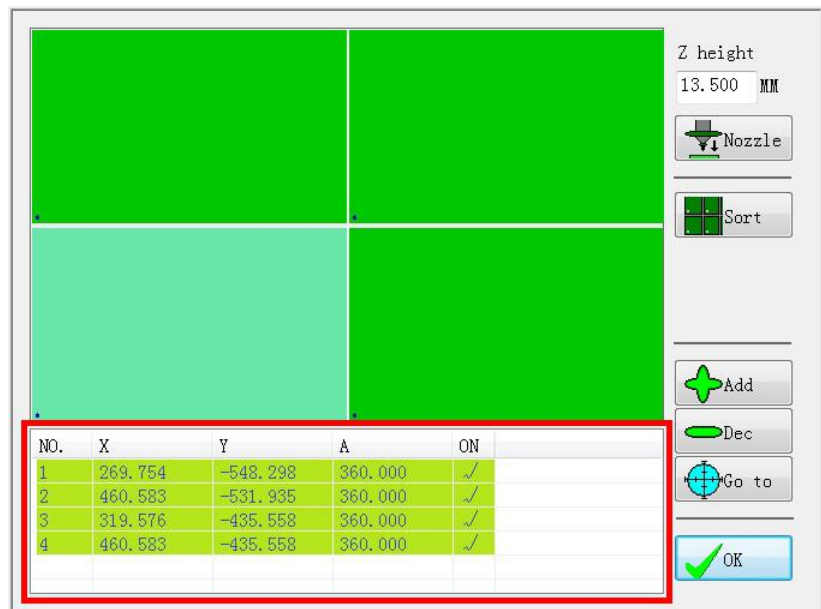 Z height
13.500 MM
Nozzle
Sort
Add
Dec
Go to
OK
NO. X Y A ON
1 269.754 -548.298 360.000 √
2 460.583 -531.935 360.000 √
3 319.576 -435.558 360.000 √
4 460.583 -435.558 360.000 √